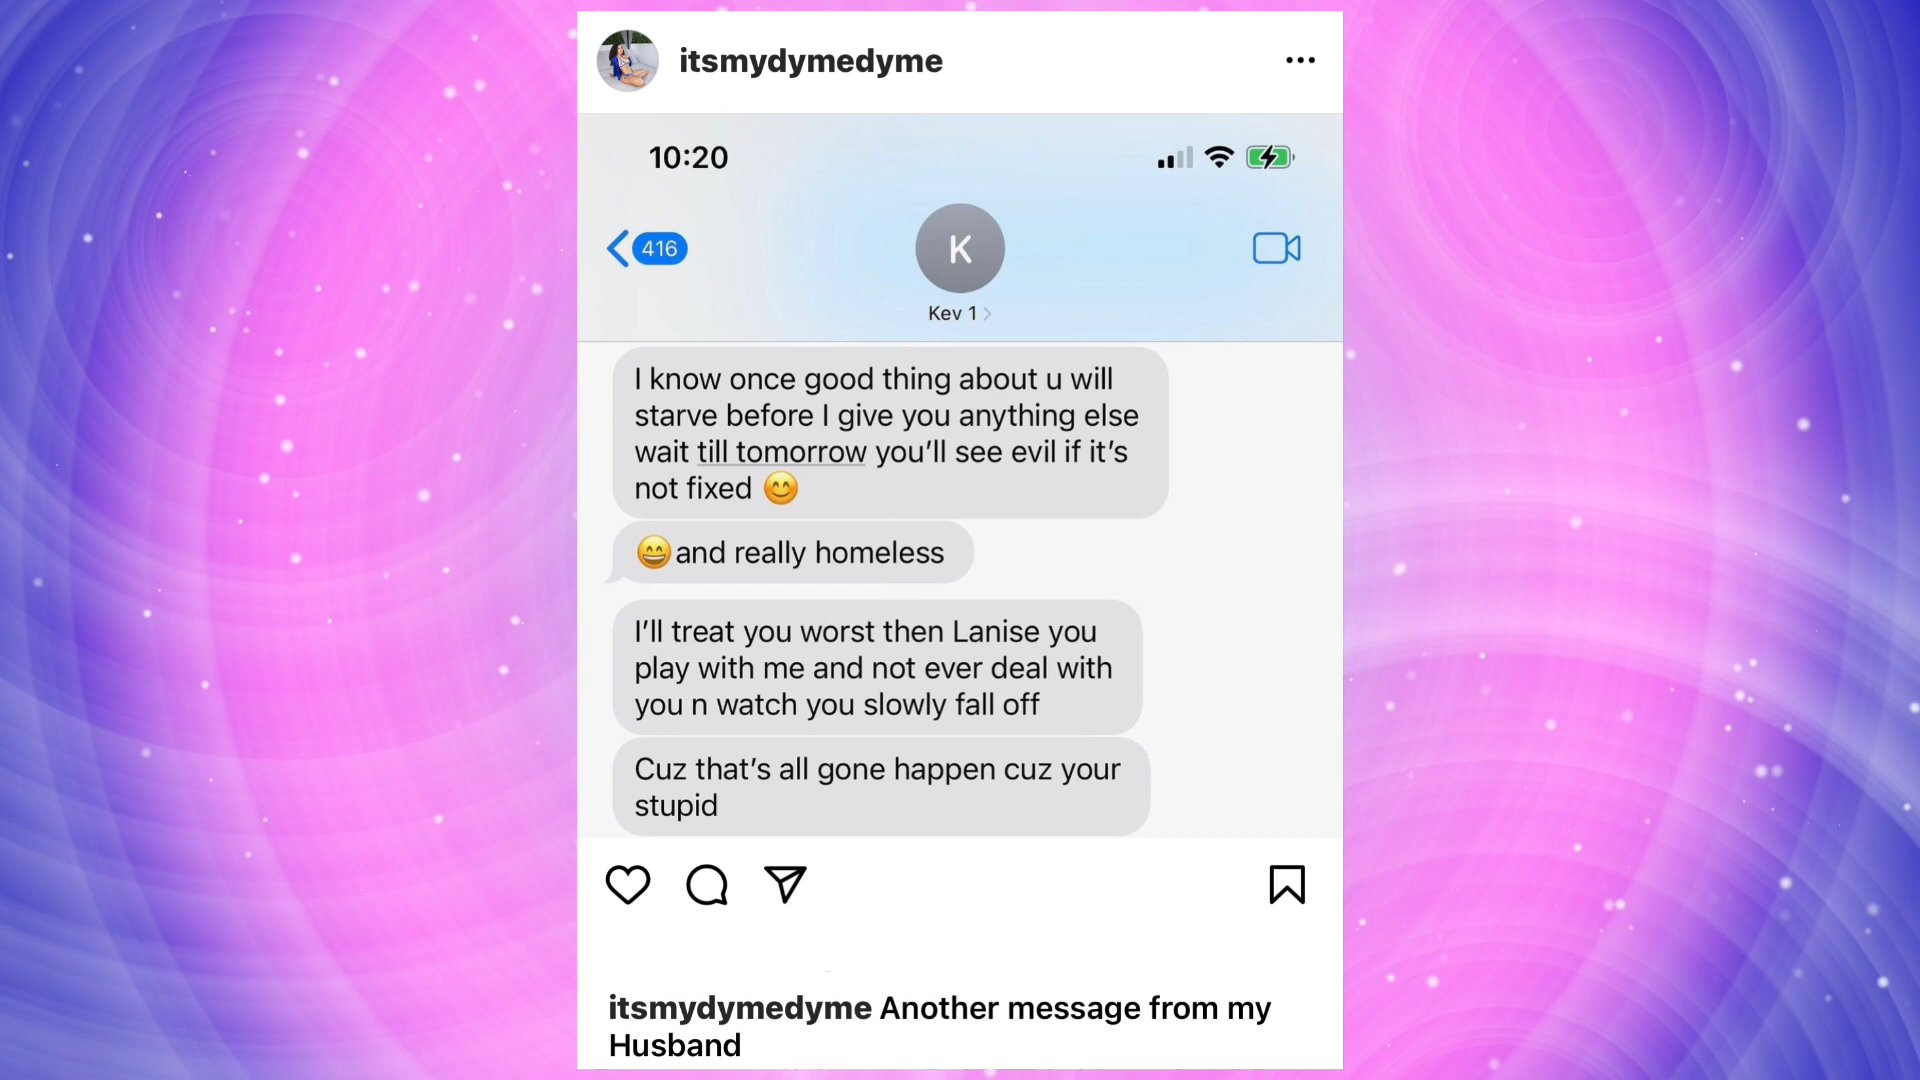 itsmydymedyme
10:20
416
K
Kev 1
I know once good thing about u will
starve before I give you anything else
wait till tomorrow you'll see evil if it's
not fixed 😊
😄and really homeless
I'll treat you worst then Lanise you
play with me and not ever deal with
you n watch you slowly fall off
Cuz that's all gone happen cuz your
stupid
itsmydymedyme Another message from my
Husband